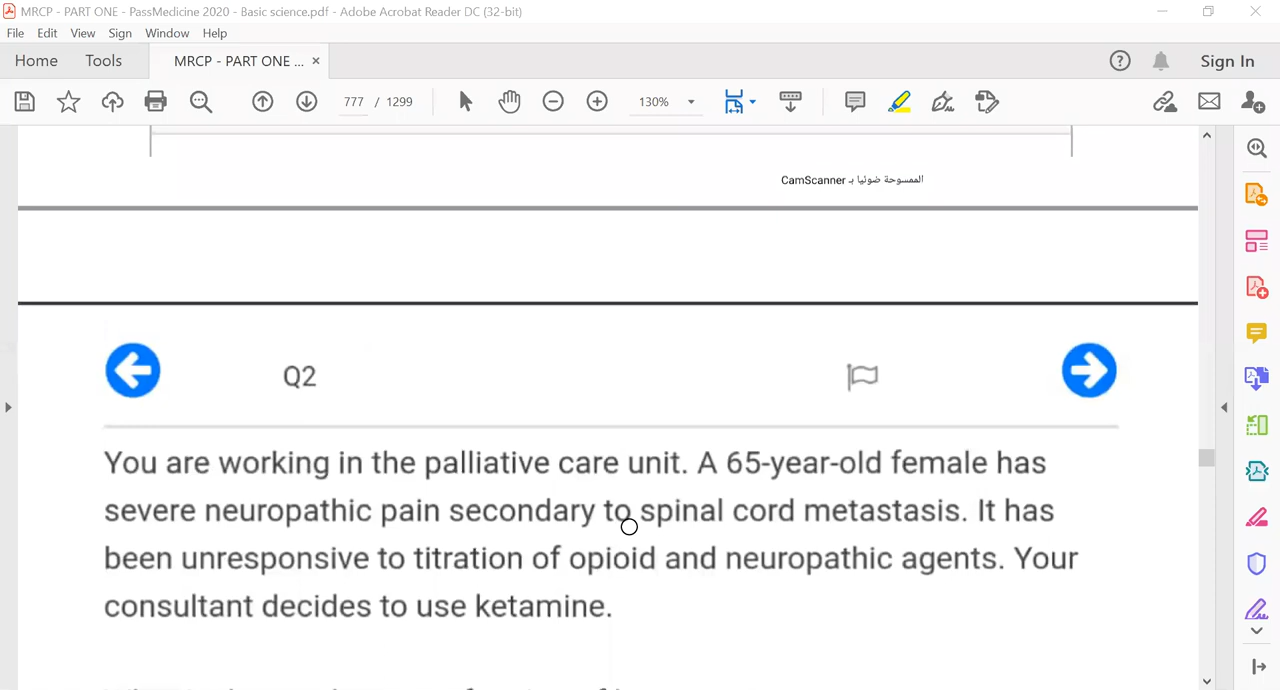 MRCP - PART ONE - PassMedicine 2020 - Basic science.pdf - Adobe Acrobat Reader DC (32-bit)
File Edit View Sign Window Help
Home Tools MRCP - PART ONE ... × Sign In
777 / 1299 130%
الممسوحة ضوئيا بـ CamScanner
Q2
You are working in the palliative care unit. A 65-year-old female has
severe neuropathic pain secondary to spinal cord metastasis. It has
been unresponsive to titration of opioid and neuropathic agents. Your
consultant decides to use ketamine.